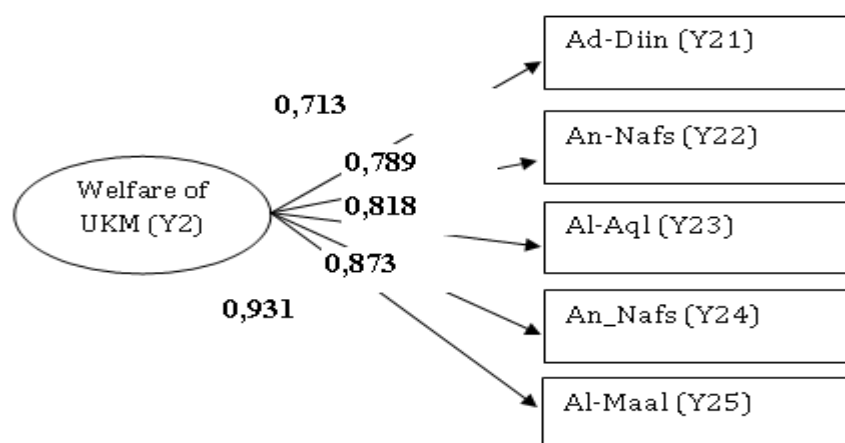 Ad-Diin (Y21)
0,713
An-Nafs (Y22)
0,789
Welfare of
UKM (Y2)
0,818
Al-Aql (Y23)
0,873
0,931
An_Nafs (Y24)
Al-Maal (Y25)